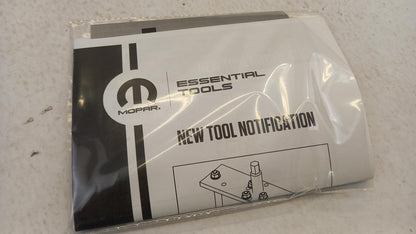 MOPAR®
ESSENTIAL
TOOLS
NEW TOOL NOTIFICATION